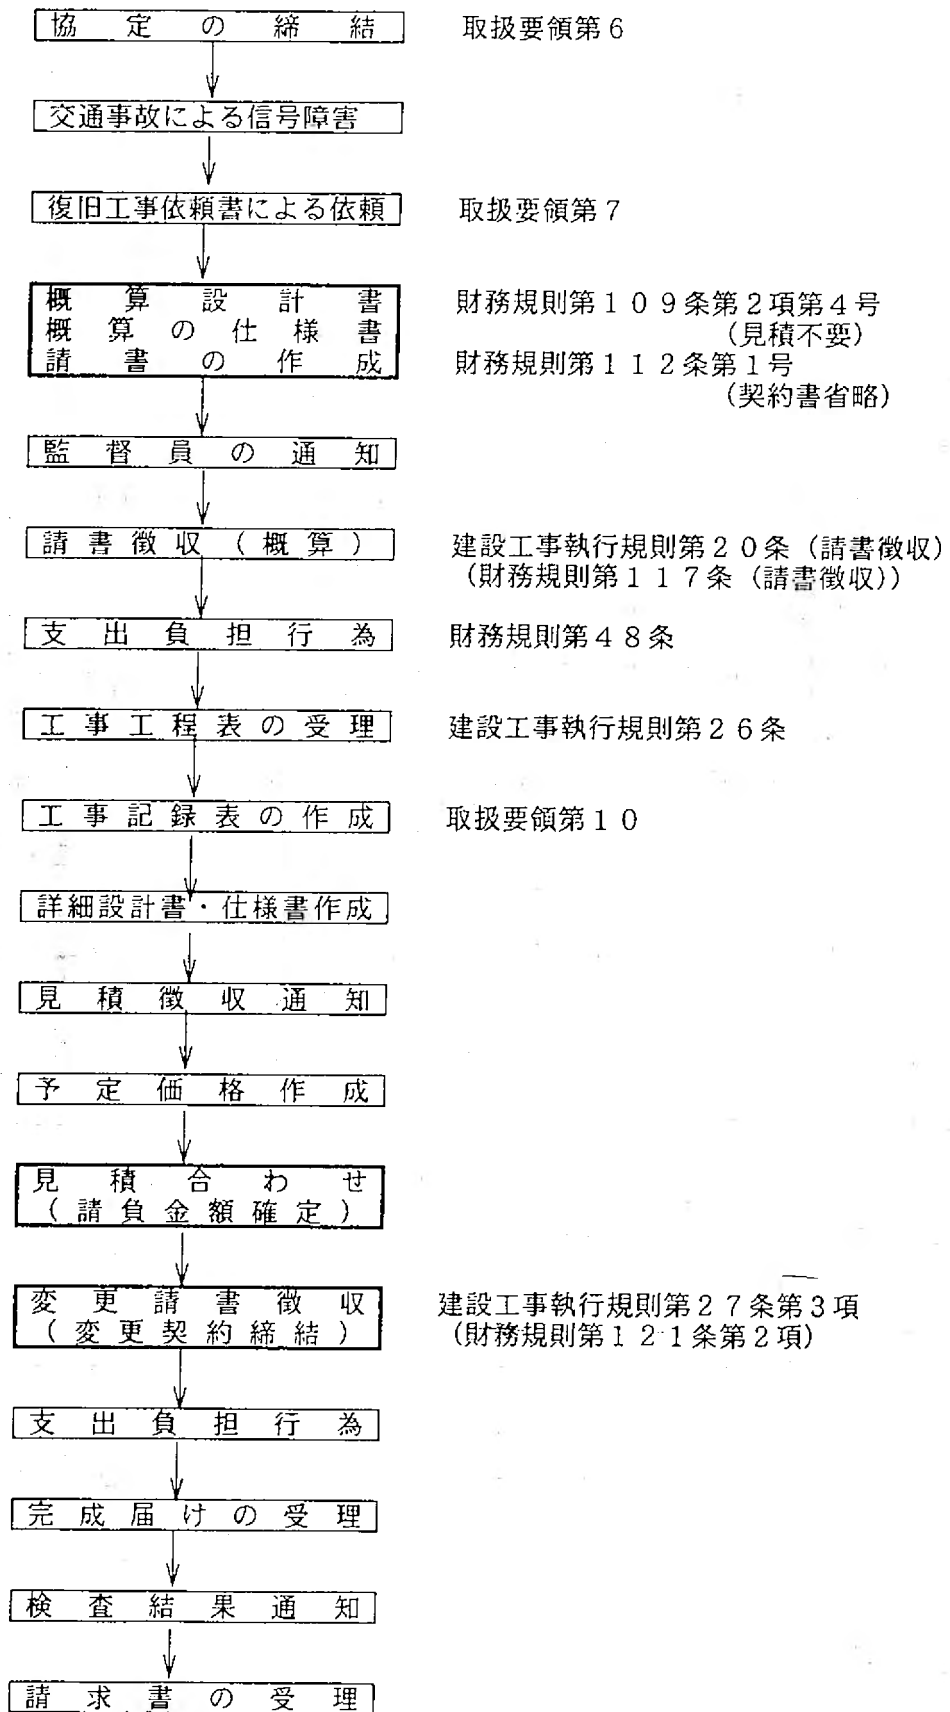 協定の締結　取扱要領第６
交通事故による信号障害
復旧工事依頼書による依頼　取扱要領第７
概算設計書　財務規則第１０９条第２項第４号
概算の仕様書　（見積不要）
請書の作成　財務規則第１１２条第１号
（契約書省略）
監督員の通知
請書徴収（概算）　建設工事執行規則第２０条（請書徴収）
（財務規則第１１７条（請書徴収））
支出負担行為　財務規則第４８条
工事工程表の受理　建設工事執行規則第２６条
工事記録表の作成　取扱要領第１０
詳細設計書・仕様書作成
見積徴収通知
予定価格作成
見積合わせ
（請負金額確定）
変更請書徴収　建設工事執行規則第２７条第３項
（変更契約締結）　（財務規則第１２１条第２項）
支出負担行為
完成届けの受理
検査結果通知
請求書の受理